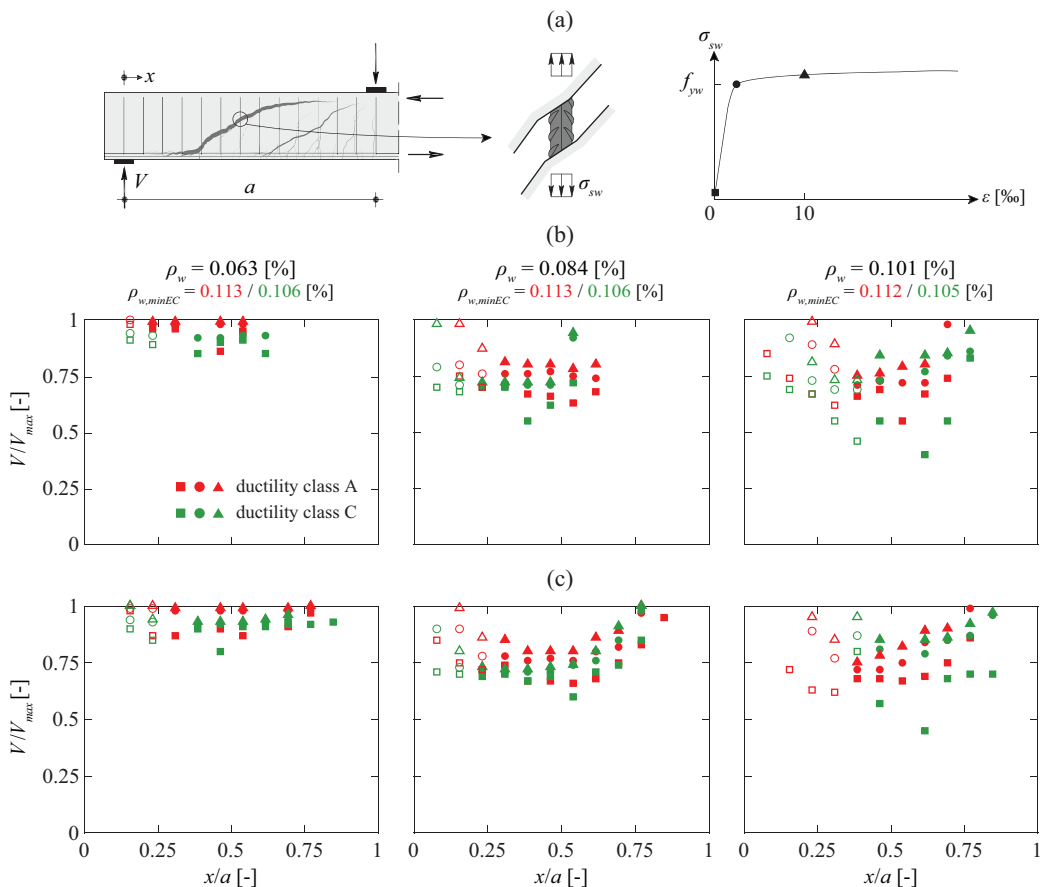 (a)
x
V
a
σsw
σsw
fyw
0
10
ε [‰]
(b)
ρw = 0.063 [%]
ρw,minEC = 0.113 / 0.106 [%]
ρw = 0.084 [%]
ρw,minEC = 0.113 / 0.106 [%]
ρw = 0.101 [%]
ρw,minEC = 0.112 / 0.105 [%]
1
0.75
0.5
0.25
0
V/Vmax [-]
ductility class A
ductility class C
(c)
1
0.75
0.5
0.25
0
V/Vmax [-]
0 0.25 0.5 0.75 1
0 0.25 0.5 0.75 1
0 0.25 0.5 0.75 1
x/a [-]
x/a [-]
x/a [-]